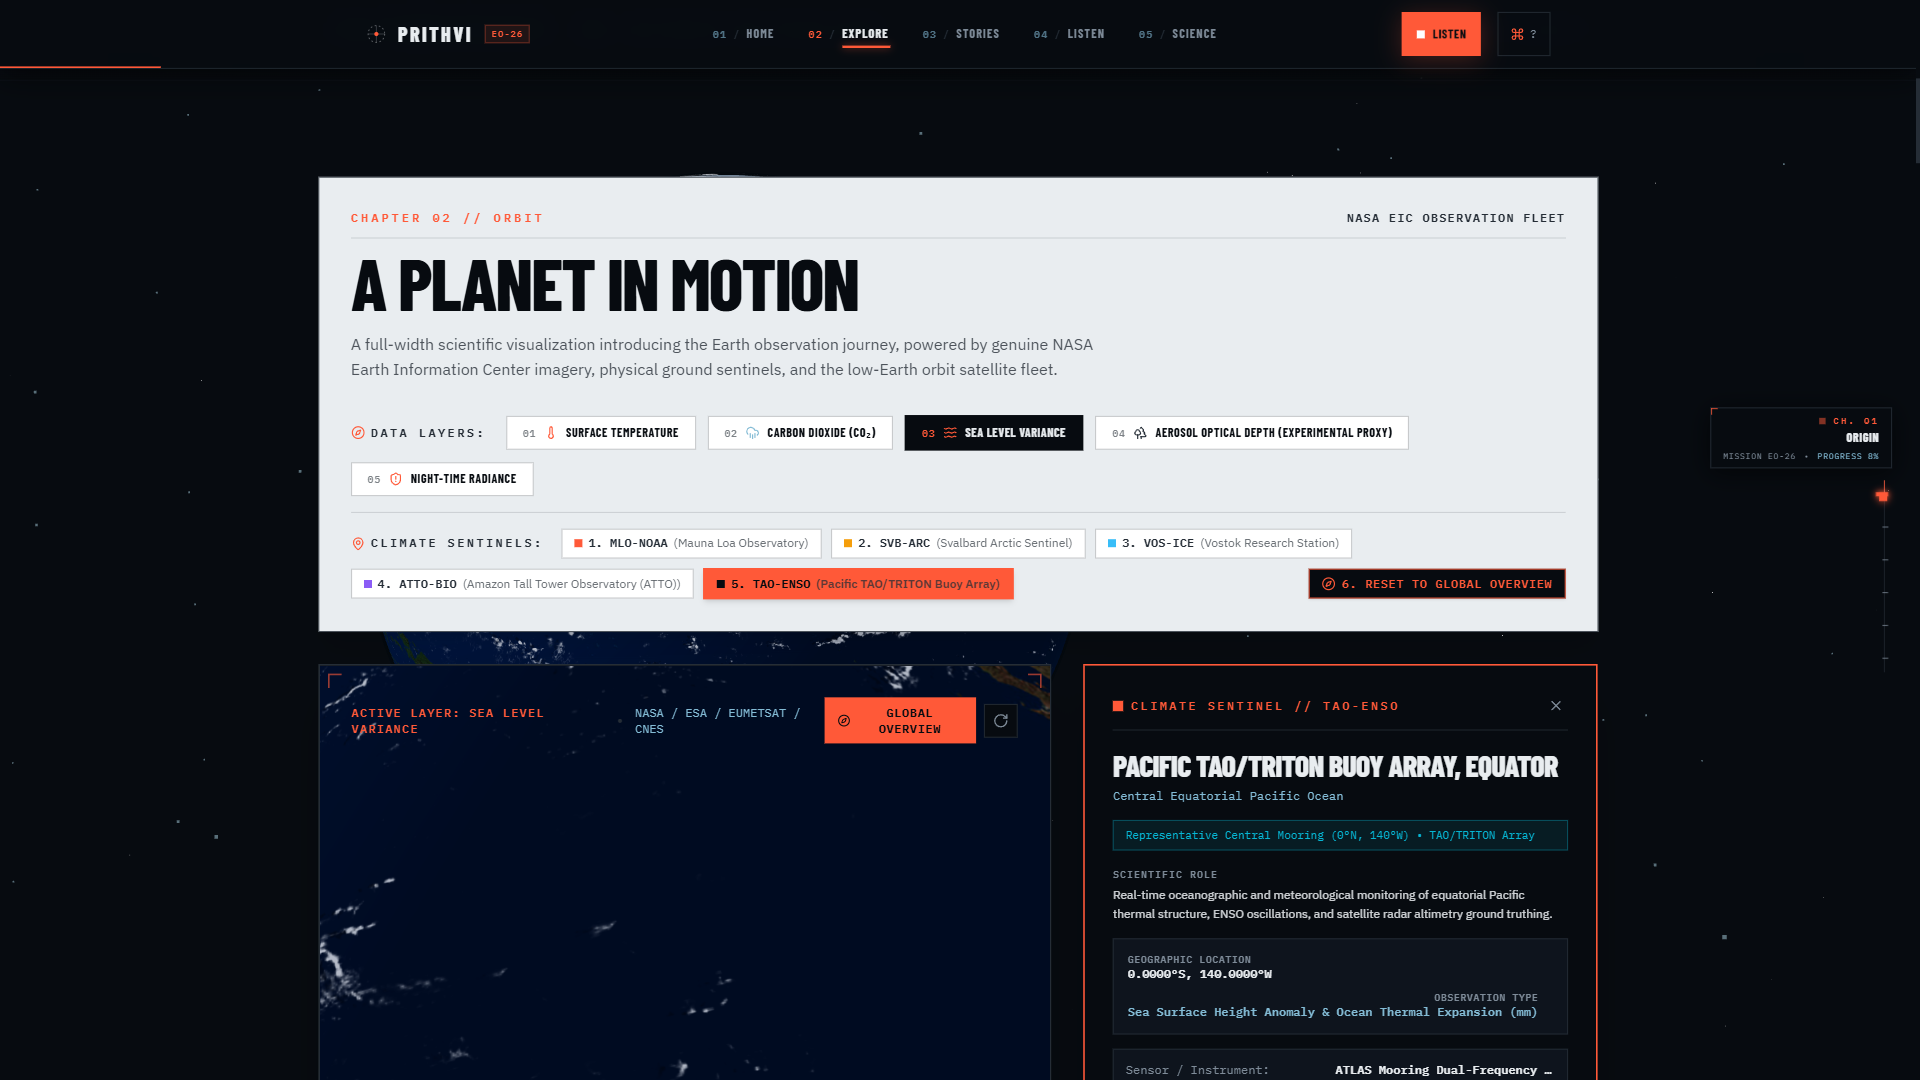 PRITHVI EO-26
01 / HOME 02 / EXPLORE 03 / STORIES 04 / LISTEN 05 / SCIENCE
LISTEN
⌘ ?
CHAPTER 02 // ORBIT
NASA EIC OBSERVATION FLEET
A PLANET IN MOTION
A full-width scientific visualization introducing the Earth observation journey, powered by genuine NASA
Earth Information Center imagery, physical ground sentinels, and the low-Earth orbit satellite fleet.
DATA LAYERS: 01 SURFACE TEMPERATURE 02 CARBON DIOXIDE (CO₂) 03 SEA LEVEL VARIANCE 04 AEROSOL OPTICAL DEPTH (EXPERIMENTAL PROXY)
05 NIGHT-TIME RADIANCE
CLIMATE SENTINELS: 1. MLO-NOAA (Mauna Loa Observatory) 2. SVB-ARC (Svalbard Arctic Sentinel) 3. VOS-ICE (Vostok Research Station)
4. ATTO-BIO (Amazon Tall Tower Observatory (ATTO)) 5. TAO-ENSO (Pacific TAO/TRITON Buoy Array) 6. RESET TO GLOBAL OVERVIEW
CH. 01
ORIGIN
MISSION EO-26 • PROGRESS 8%
ACTIVE LAYER: SEA LEVEL
VARIANCE
NASA / ESA / EUMETSAT /
CNES
GLOBAL
OVERVIEW
CLIMATE SENTINEL // TAO-ENSO
PACIFIC TAO/TRITON BUOY ARRAY, EQUATOR
Central Equatorial Pacific Ocean
Representative Central Mooring (0°N, 140°W) • TAO/TRITON Array
SCIENTIFIC ROLE
Real-time oceanographic and meteorological monitoring of equatorial Pacific
thermal structure, ENSO oscillations, and satellite radar altimetry ground truthing.
GEOGRAPHIC LOCATION
0.0000°S, 140.0000°W
OBSERVATION TYPE
Sea Surface Height Anomaly & Ocean Thermal Expansion (mm)
Sensor / Instrument: ATLAS Mooring Dual-Frequency …